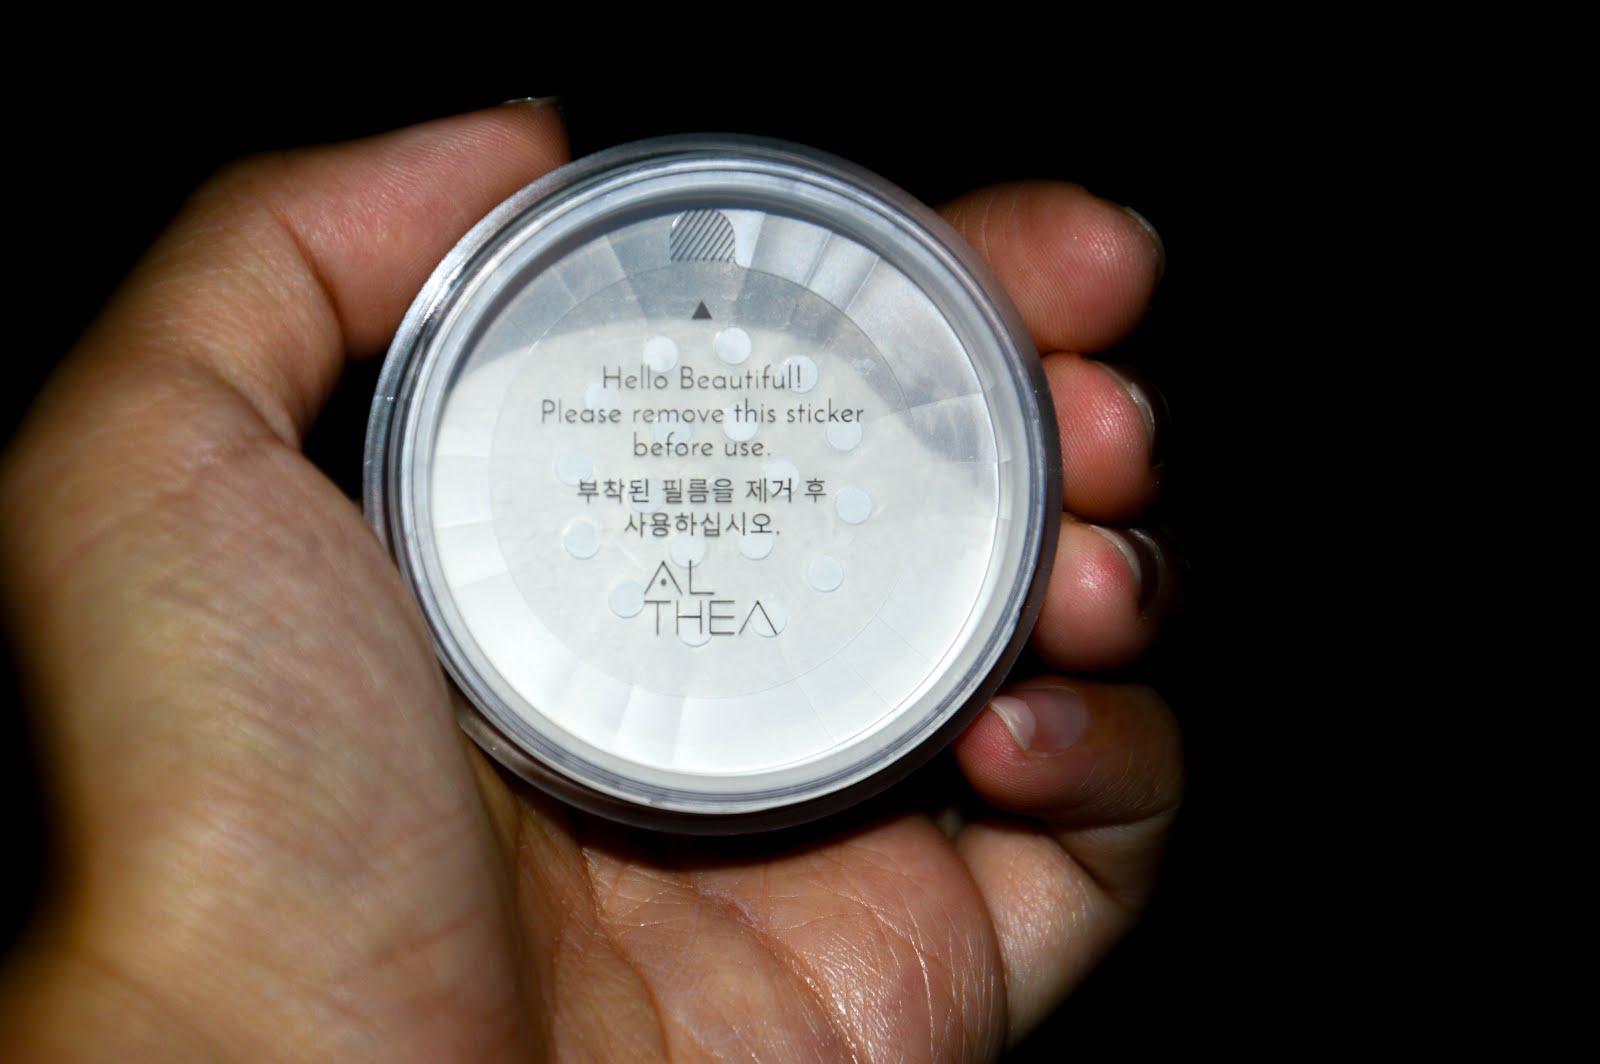 Hello Beautiful!
Please remove this sticker
before use.
부착된 필름을 제거 후
사용하십시오.
AL
THEA